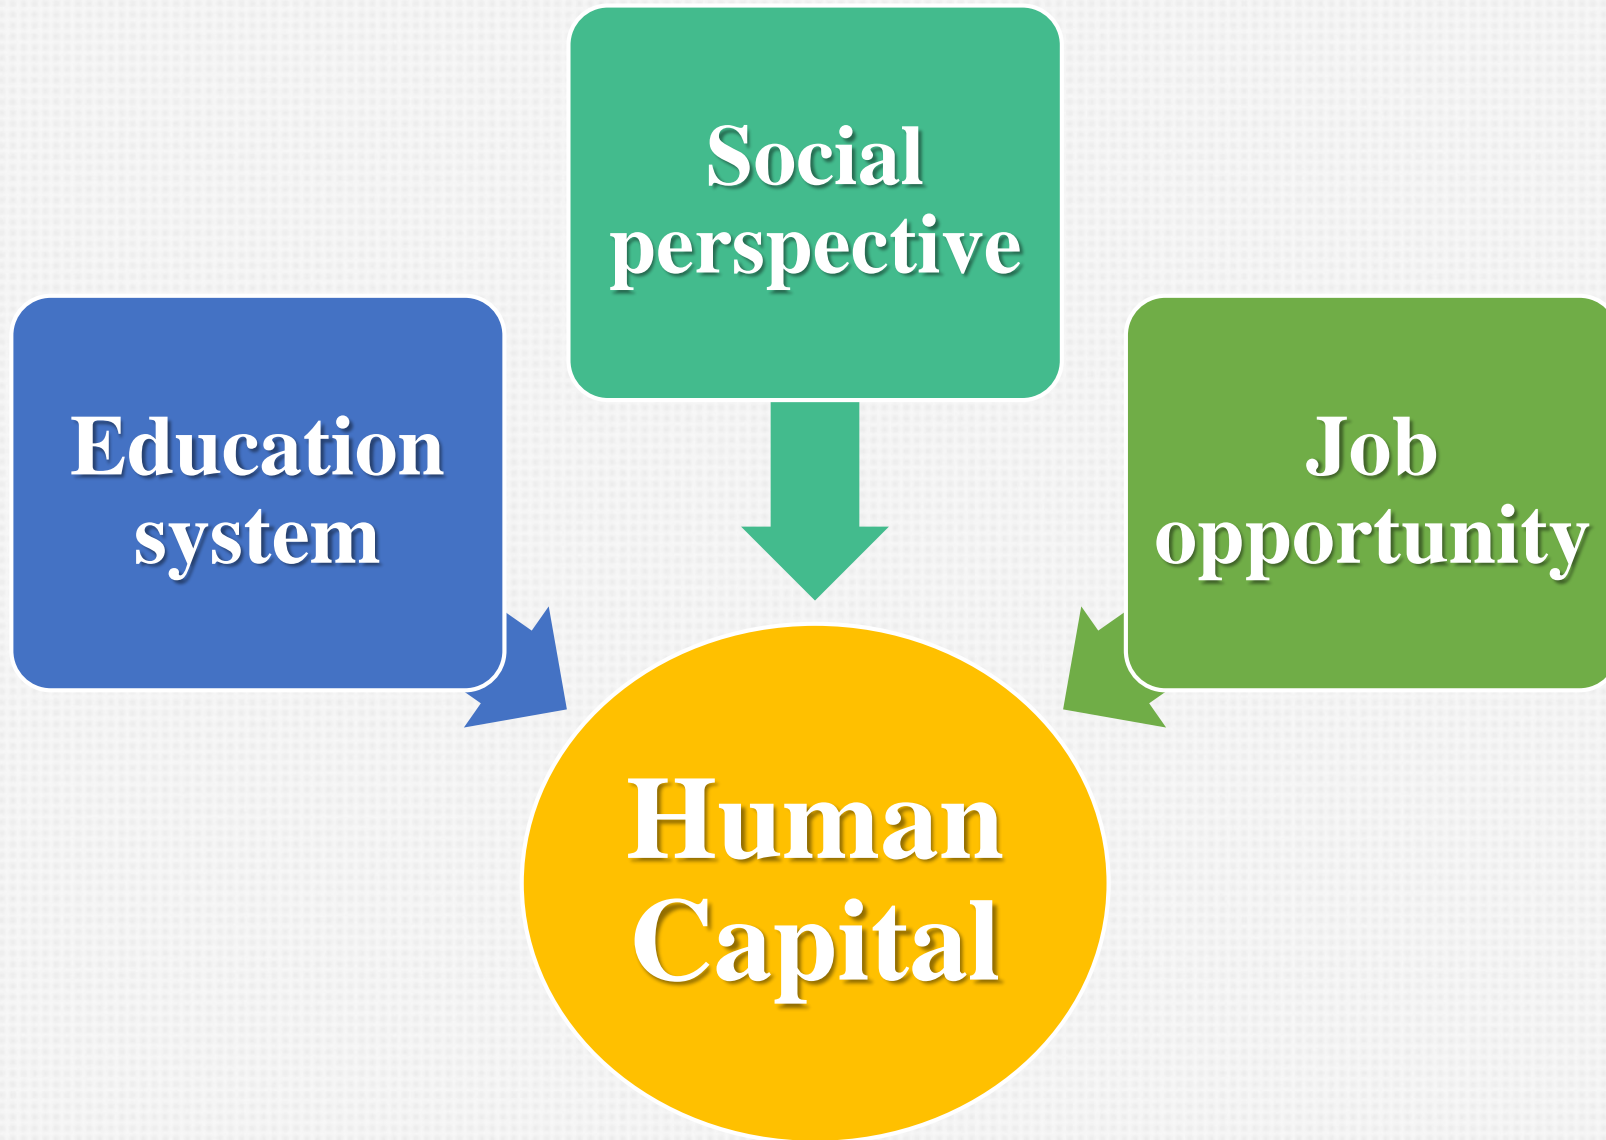 Social
perspective
Education
system
Job
opportunity
Human
Capital